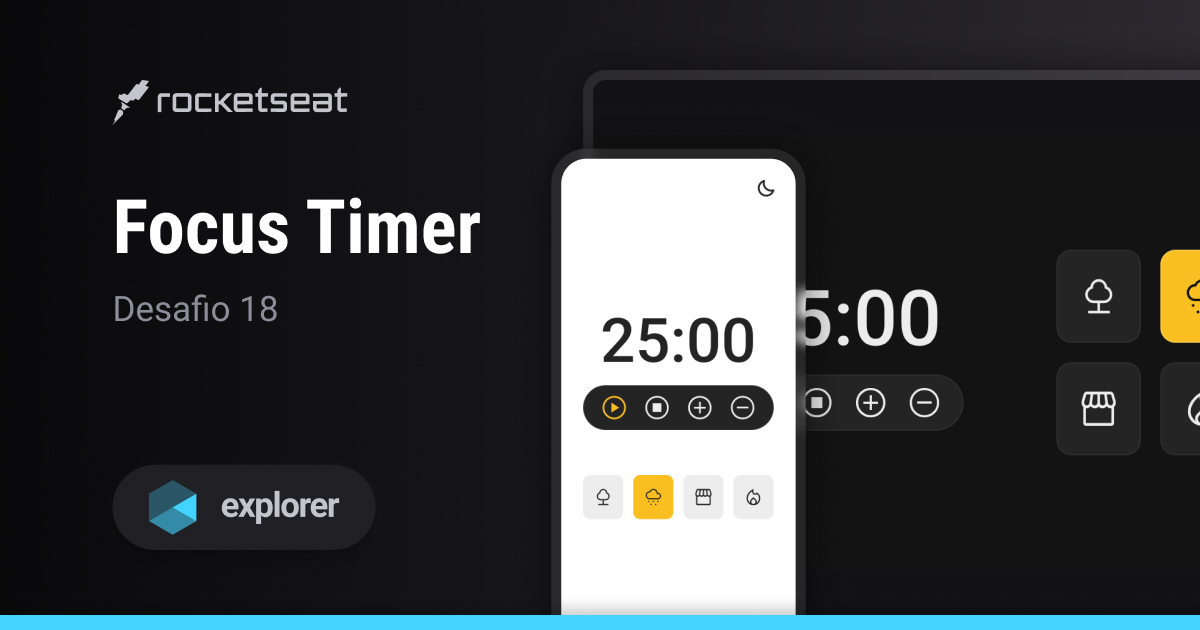 rocketseat
Focus Timer
Desafio 18
explorer
25:00
5:00